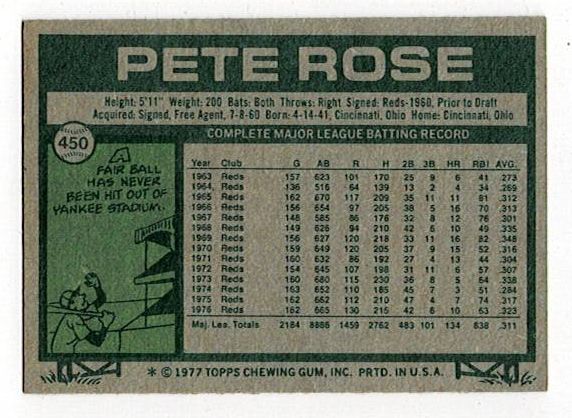 PETE ROSE
Height: 5'11" Weight: 200 Bats: Both Throws: Right Signed: Reds-1960, Prior to Draft
Acquired: Signed, Free Agent, 7-8-60 Born: 4-14-41, Cincinnati, Ohio Home: Cincinnati, Ohio
450
COMPLETE MAJOR LEAGUE BATTING RECORD
A
FAIR BALL
HAS NEVER
BEEN HIT OUT OF
YANKEE STADIUM.
Year Club G AB R H 2B 3B HR RBI AVG.
1963 Reds 157 623 101 170 25 9 6 41 .273
1964 Reds 136 516 64 139 13 2 4 34 .269
1965 Reds 162 670 117 209 35 11 11 81 .312
1966 Reds 156 654 97 205 38 5 16 70 .313
1967 Reds 148 585 86 176 32 8 12 76 .301
1968 Reds 149 626 94 210 42 6 10 49 .335
1969 Reds 156 627 120 218 33 11 16 82 .348
1970 Reds 159 649 120 205 37 9 15 52 .316
1971 Reds 160 632 86 192 27 4 13 44 .304
1972 Reds 154 645 107 198 31 11 6 57 .307
1973 Reds 160 680 115 230 36 8 5 64 .338
1974 Reds 163 652 110 185 45 7 3 51 .284
1975 Reds 162 662 112 210 47 4 7 74 .317
1976 Reds 162 665 130 215 42 6 10 63 .323
Maj. Lea. Totals 2184 8886 1459 2762 483 101 134 838 .311
* © 1977 TOPPS CHEWING GUM, INC. PRTD. IN U.S.A.